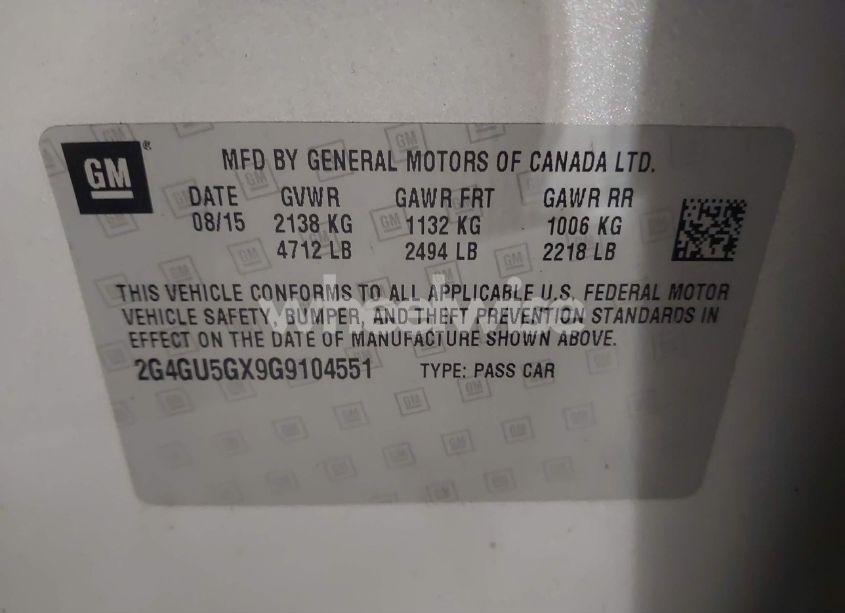 GM
MFD BY GENERAL MOTORS OF CANADA LTD.
DATE GVWR GAWR FRT GAWR RR
08/15 2138 KG 1132 KG 1006 KG
4712 LB 2494 LB 2218 LB
THIS VEHICLE CONFORMS TO ALL APPLICABLE U.S. FEDERAL MOTOR
VEHICLE SAFETY, BUMPER, AND THEFT PREVENTION STANDARDS IN
EFFECT ON THE DATE OF MANUFACTURE SHOWN ABOVE.
2G4GU5GX9G9104551 TYPE: PASS CAR